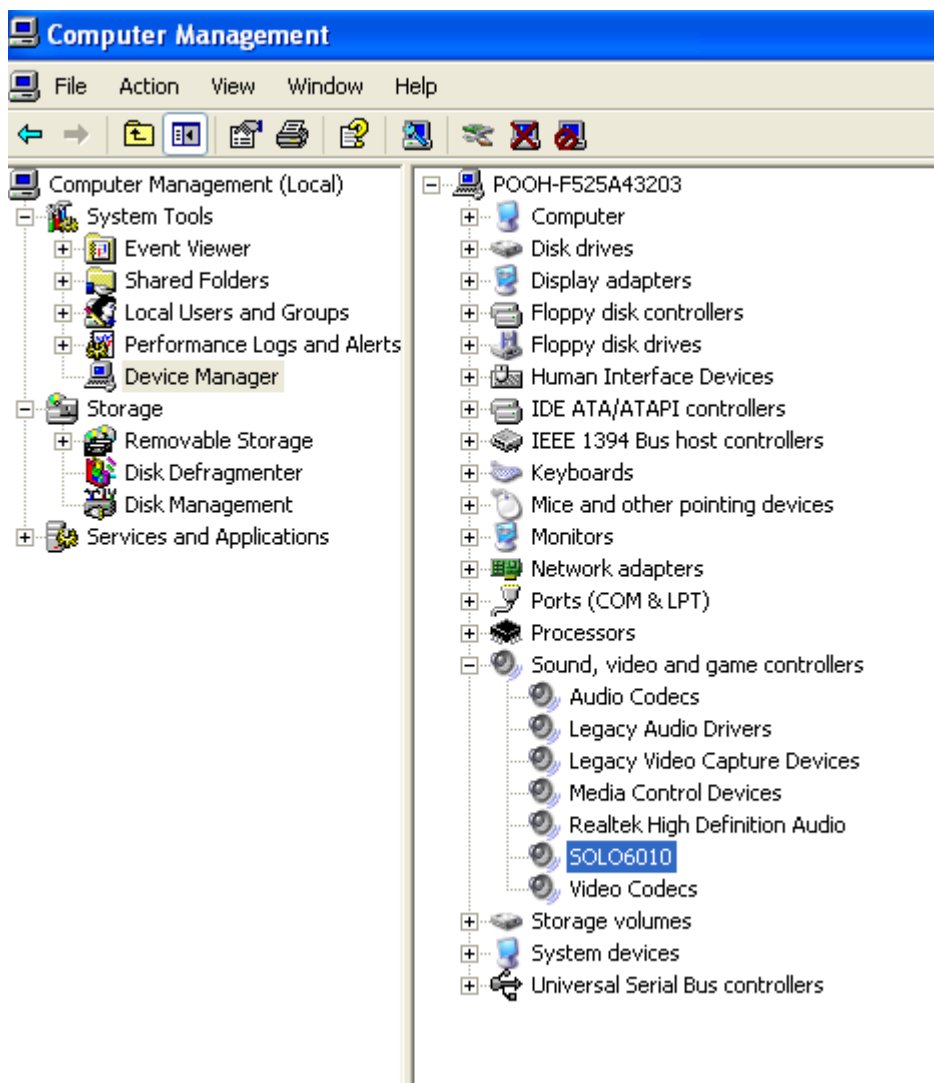 Computer Management
File Action View Window Help
Computer Management (Local)
System Tools
Event Viewer
Shared Folders
Local Users and Groups
Performance Logs and Alerts
Device Manager
Storage
Removable Storage
Disk Defragmenter
Disk Management
Services and Applications
POOH-F525A43203
Computer
Disk drives
Display adapters
Floppy disk controllers
Floppy disk drives
Human Interface Devices
IDE ATA/ATAPI controllers
IEEE 1394 Bus host controllers
Keyboards
Mice and other pointing devices
Monitors
Network adapters
Ports (COM & LPT)
Processors
Sound, video and game controllers
Audio Codecs
Legacy Audio Drivers
Legacy Video Capture Devices
Media Control Devices
Realtek High Definition Audio
SOLO6010
Video Codecs
Storage volumes
System devices
Universal Serial Bus controllers